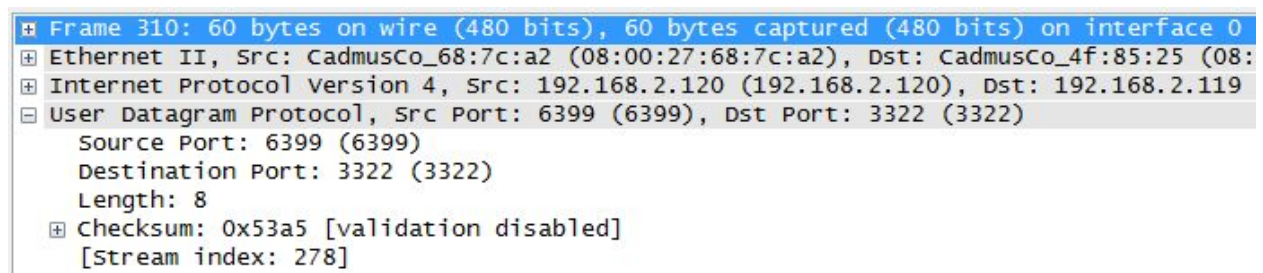 Frame 310: 60 bytes on wire (480 bits), 60 bytes captured (480 bits) on interface 0
Ethernet II, Src: CadmusCo_68:7c:a2 (08:00:27:68:7c:a2), Dst: CadmusCo_4f:85:25 (08:
Internet Protocol Version 4, Src: 192.168.2.120 (192.168.2.120), Dst: 192.168.2.119
User Datagram Protocol, Src Port: 6399 (6399), Dst Port: 3322 (3322)
Source Port: 6399 (6399)
Destination Port: 3322 (3322)
Length: 8
Checksum: 0x53a5 [validation disabled]
[Stream index: 278]